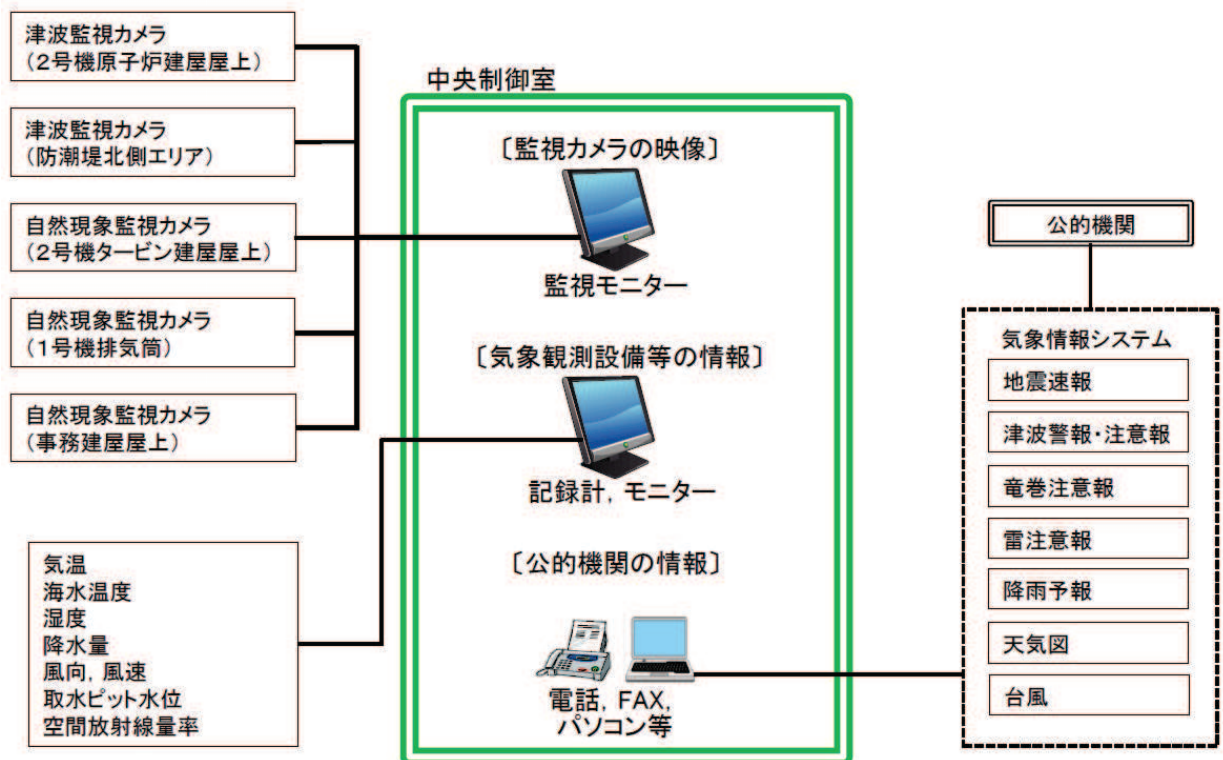 津波監視カメラ
(2号機原子炉建屋屋上)
津波監視カメラ
(防潮堤北側エリア)
自然現象監視カメラ
(2号機タービン建屋屋上)
自然現象監視カメラ
(1号機排気筒)
自然現象監視カメラ
(事務建屋屋上)
気温
海水温度
湿度
降水量
風向，風速
取水ピット水位
空間放射線量率
中央制御室
〔監視カメラの映像〕
監視モニター
〔気象観測設備等の情報〕
記録計，モニター
〔公的機関の情報〕
電話，FAX，
パソコン等
公的機関
気象情報システム
地震速報
津波警報・注意報
竜巻注意報
雷注意報
降雨予報
天気図
台風